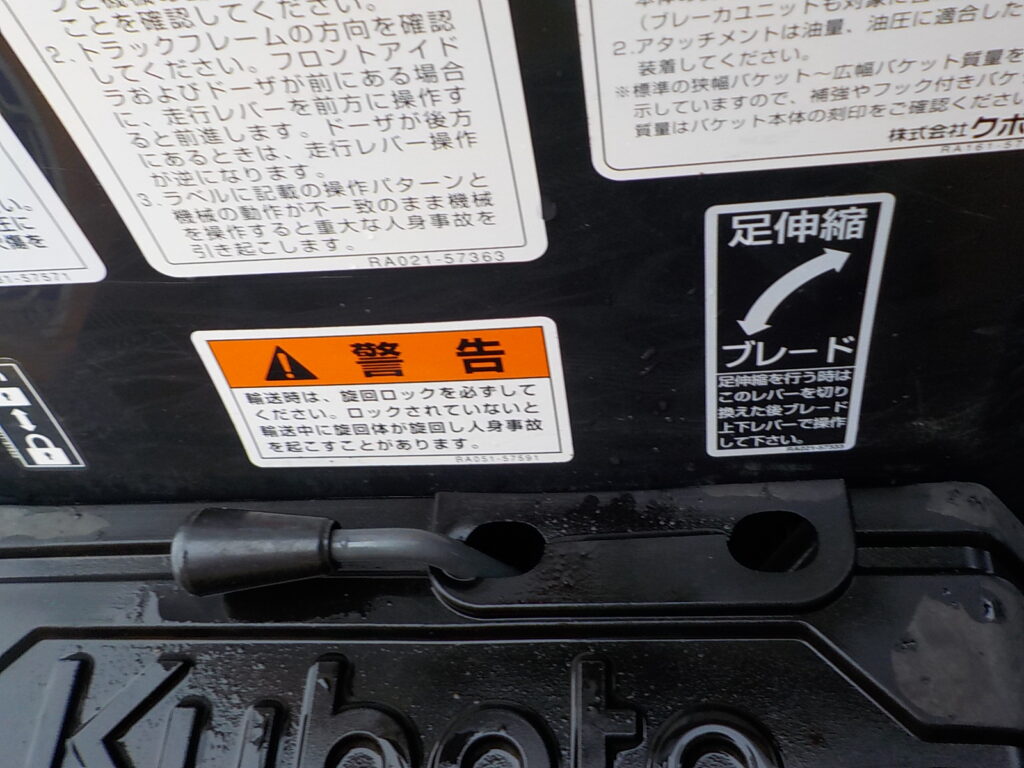 ことを確認してください。
2.トラックフレームの方向を確認
してください。フロントアイド
ラおよびドーザが前にある場合
に、走行レバーを前方に操作す
ると前進します。ドーザが後方
にあるときは、走行レバー操作
が逆になります。
3.ラベルに記載の操作パターンと
機械の動作が不一致のまま機械
を操作すると重大な人身事故を
引き起こします。
RA021-57363
(ブレーカユニットも対象に
2.アタッチメントは油量、油圧に適合した
装着してください。
※標準の狭幅バケット〜広幅バケット質量を
示していますので、補強やフック付きバケ
質量はバケット本体の刻印をご確認くださ
株式会社クボ
RA161-57
い。
圧に
傷を
1-57571
警告
輸送時は、旋回ロックを必ずして
ください。ロックされていないと
輸送中に旋回体が旋回し人身事故
を起こすことがあります。
RA051-57591
足伸縮
ブレード
足伸縮を行う時は
このレバーを切り
換えた後ブレード
上下レバーで操作
して下さい。
Kubota